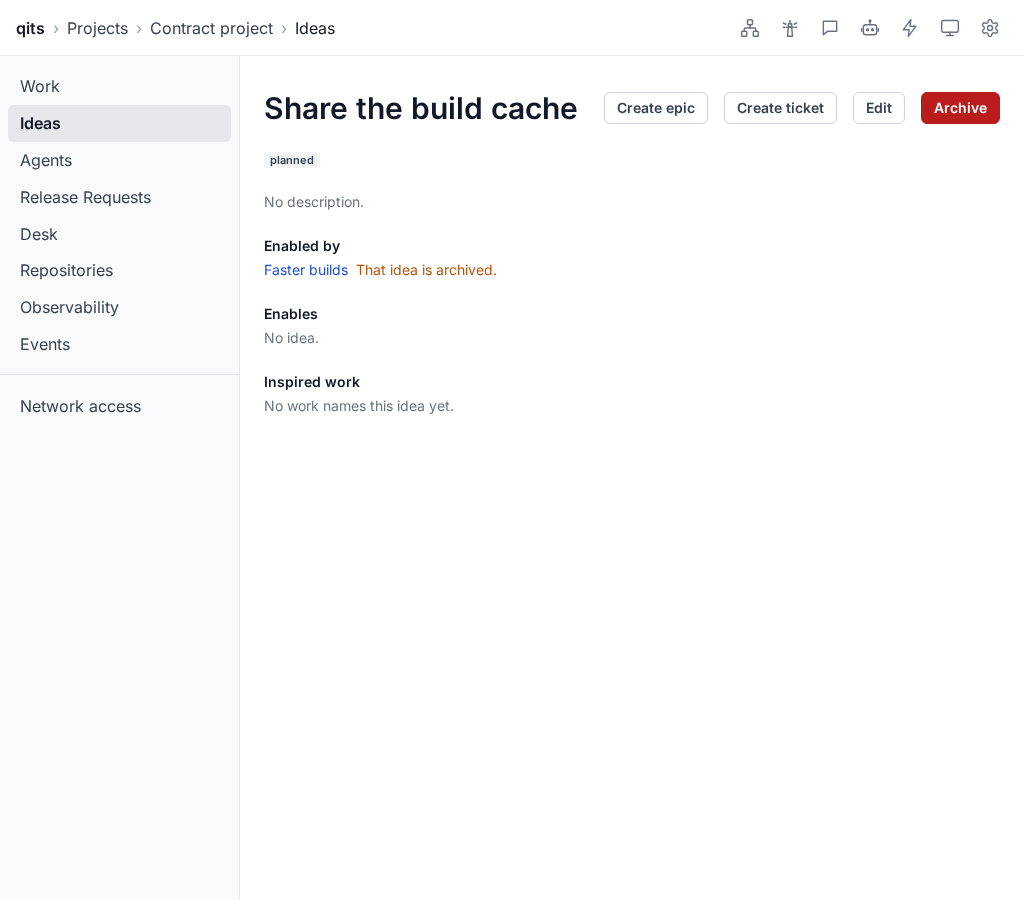 qits › Projects › Contract project › Ideas
Work
Ideas
Agents
Release Requests
Desk
Repositories
Observability
Events
Network access
Share the build cache
Create epic
Create ticket
Edit
Archive
planned
No description.
Enabled by
Faster builds That idea is archived.
Enables
No idea.
Inspired work
No work names this idea yet.